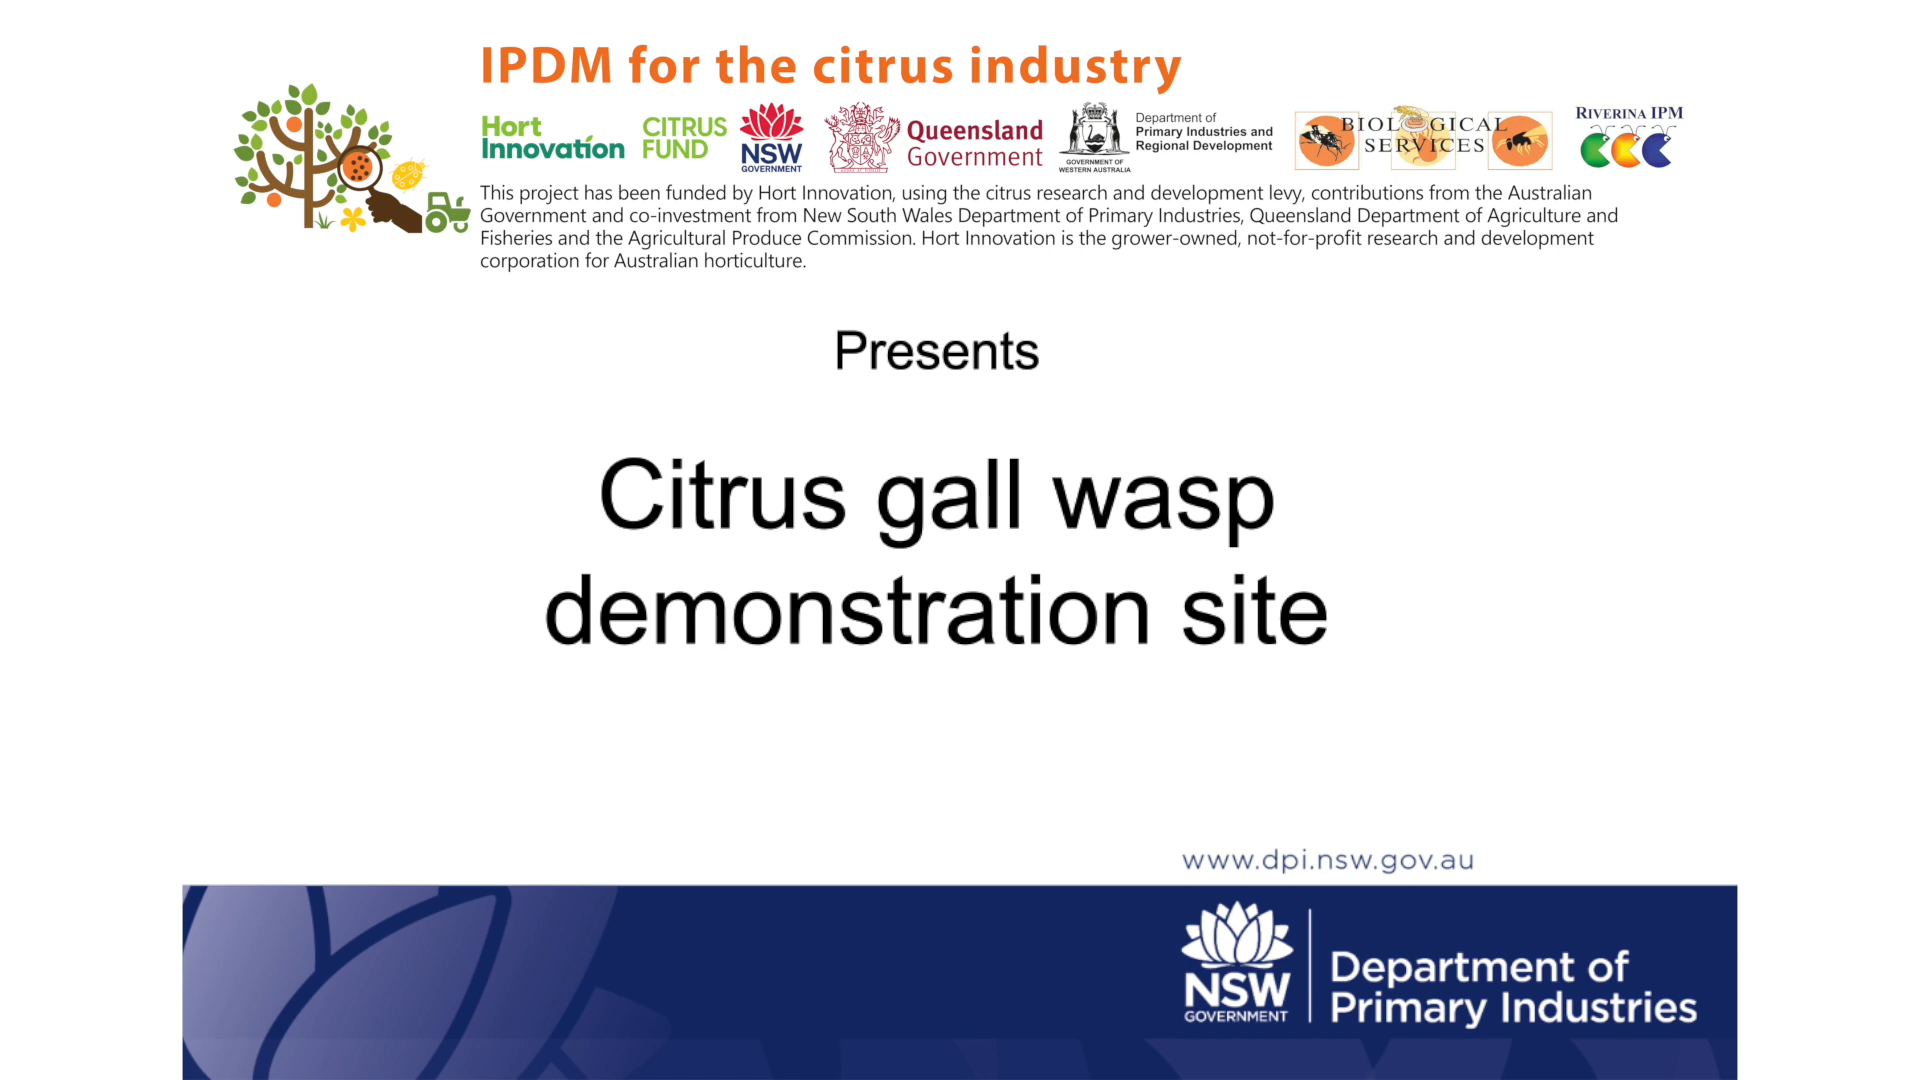 IPDM for the citrus industry
Hort
Innovation
CITRUS
FUND
NSW
GOVERNMENT
Queensland
Government
GOVERNMENT OF
WESTERN AUSTRALIA
Department of
Primary Industries and
Regional Development
BIOLOGICAL
SERVICES
RIVERINA IPM
This project has been funded by Hort Innovation, using the citrus research and development levy, contributions from the Australian
Government and co-investment from New South Wales Department of Primary Industries, Queensland Department of Agriculture and
Fisheries and the Agricultural Produce Commission. Hort Innovation is the grower-owned, not-for-profit research and development
corporation for Australian horticulture.
Presents
Citrus gall wasp
demonstration site
www.dpi.nsw.gov.au
NSW
GOVERNMENT
Department of
Primary Industries